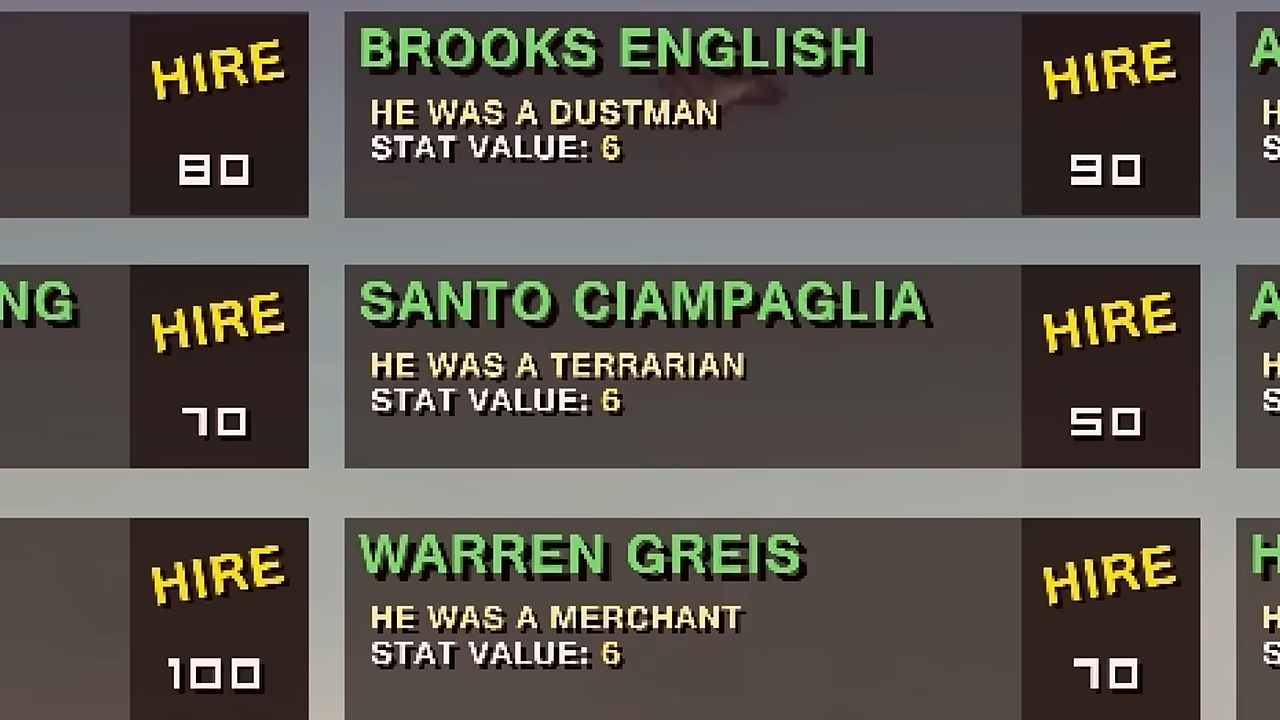 HIRE
80
BROOKS ENGLISH
HE WAS A DUSTMAN
STAT VALUE: 6
HIRE
90
A
H
S
NG
HIRE
70
SANTO CIAMPAGLIA
HE WAS A TERRARIAN
STAT VALUE: 6
HIRE
50
A
H
S
HIRE
100
WARREN GREIS
HE WAS A MERCHANT
STAT VALUE: 6
HIRE
70
H
H
S